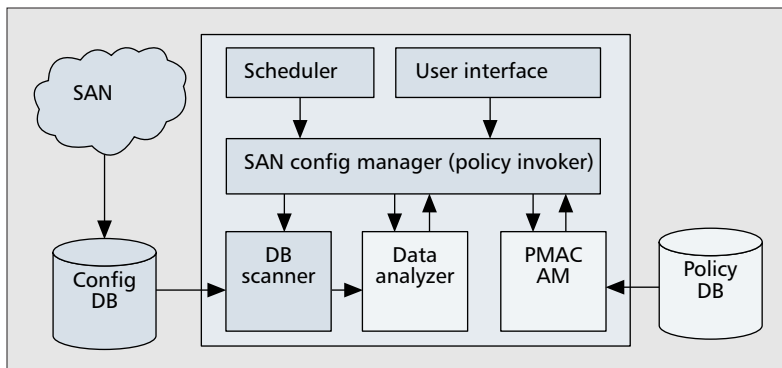 SAN
Scheduler
User interface
SAN config manager (policy invoker)
Config
DB
DB
scanner
Data
analyzer
PMAC
AM
Policy
DB